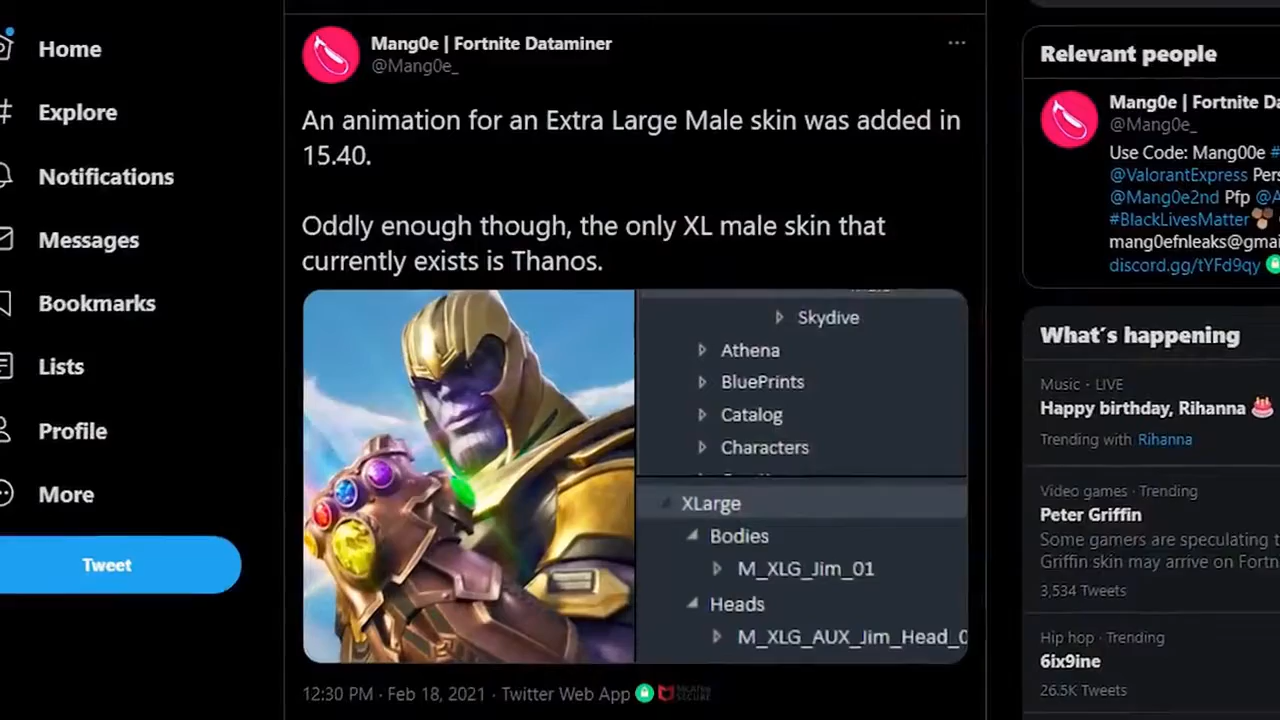 Home
Explore
Notifications
Messages
Bookmarks
Lists
Profile
More
Tweet
Mang0e | Fortnite Dataminer
@Mang0e_
An animation for an Extra Large Male skin was added in
15.40.
Oddly enough though, the only XL male skin that
currently exists is Thanos.
Skydive
Athena
BluePrints
Catalog
Characters
XLarge
Bodies
M_XLG_Jim_01
Heads
M_XLG_AUX_Jim_Head_0
12:30 PM · Feb 18, 2021 · Twitter Web App
McAfee
SECURE
Relevant people
Mang0e | Fortnite Da
@Mang0e_
Use Code: Mang00e #
@ValorantExpress Pers
@Mang0e2nd Pfp @A
#BlackLivesMatter
mang0efnleaks@gmai
discord.gg/tYFd9qy
What's happening
Music · LIVE
Happy birthday, Rihanna
Trending with Rihanna
Video games · Trending
Peter Griffin
Some gamers are speculating t
Griffin skin may arrive on Fortn
3,534 Tweets
Hip hop · Trending
6ix9ine
26.5K Tweets